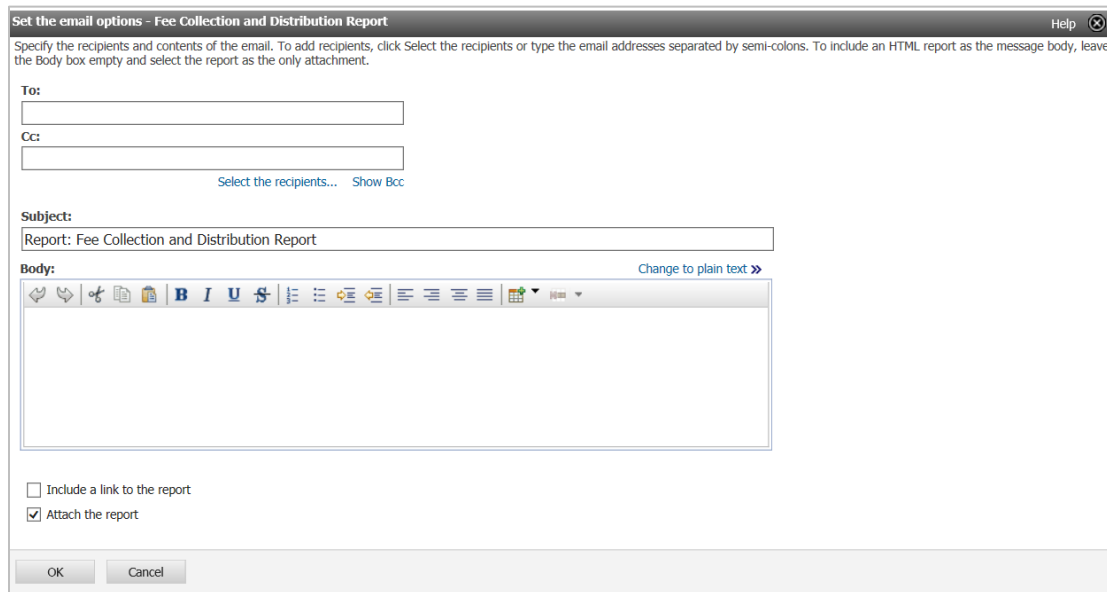 Set the email options - Fee Collection and Distribution Report
Help
Specify the recipients and contents of the email. To add recipients, click Select the recipients or type the email addresses separated by semi-colons. To include an HTML report as the message body, leave
the Body box empty and select the report as the only attachment.
To:
Cc:
Select the recipients... Show Bcc
Subject:
Report: Fee Collection and Distribution Report
Body:
Change to plain text »
B I U S
Include a link to the report
Attach the report
OK Cancel